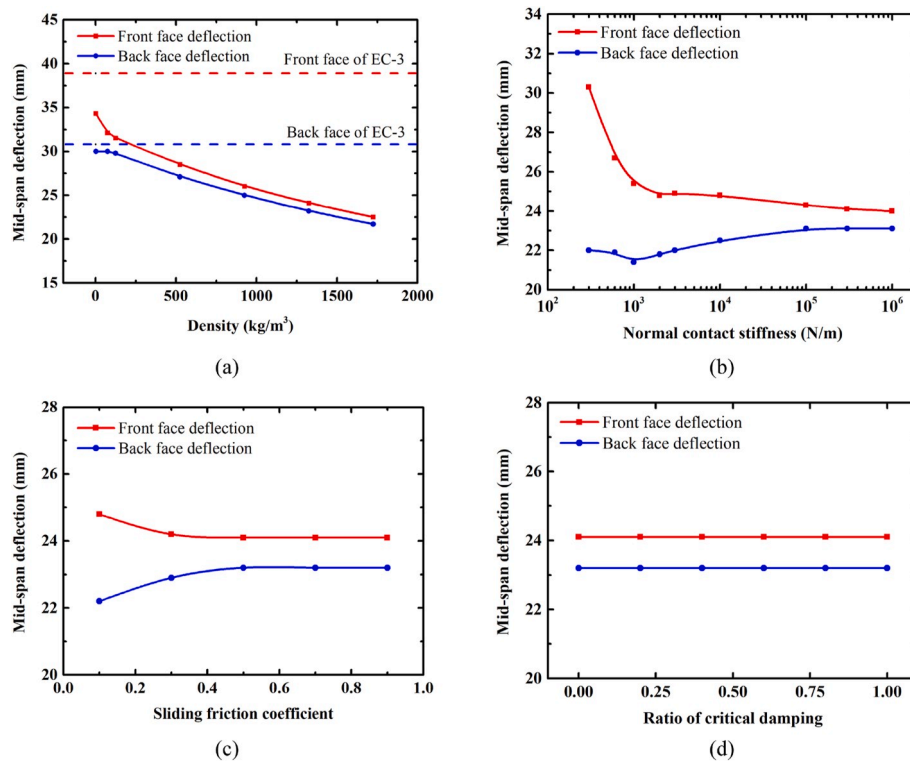 45
40
35
30
25
20
15
Mid-span deflection (mm)
Front face deflection
Back face deflection
Front face of EC-3
Back face of EC-3
0 500 1000 1500 2000
Density (kg/m³)
(a)
34
32
30
28
26
24
22
20
Mid-span deflection (mm)
Front face deflection
Back face deflection
10² 10³ 10⁴ 10⁵ 10⁶
Normal contact stiffness (N/m)
(b)
28
26
24
22
20
Mid-span deflection (mm)
Front face deflection
Back face deflection
0.0 0.2 0.4 0.6 0.8 1.0
Sliding friction coefficient
(c)
28
26
24
22
20
Mid-span deflection (mm)
Front face deflection
Back face deflection
0.00 0.25 0.50 0.75 1.00
Ratio of critical damping
(d)